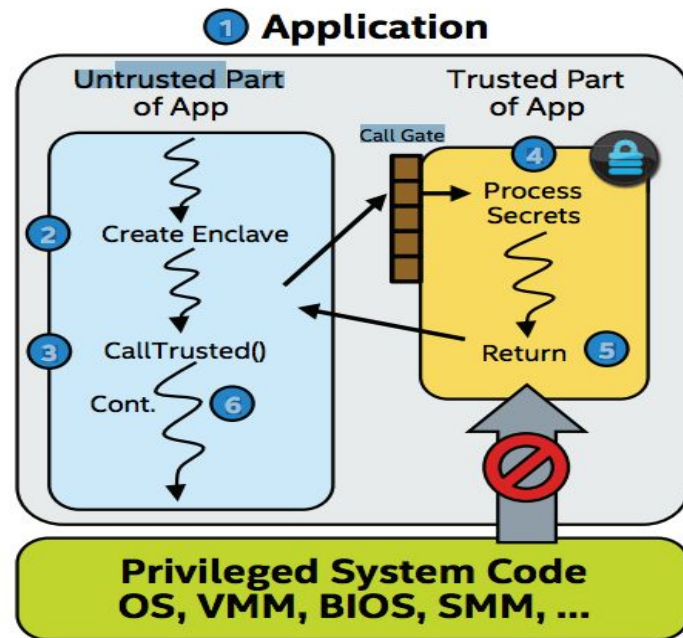 1 Application
Untrusted Part
of App
Trusted Part
of App
Call Gate
4
Process
Secrets
2 Create Enclave
3 CallTrusted()
Return 5
Cont. 6
Privileged System Code
OS, VMM, BIOS, SMM, ...